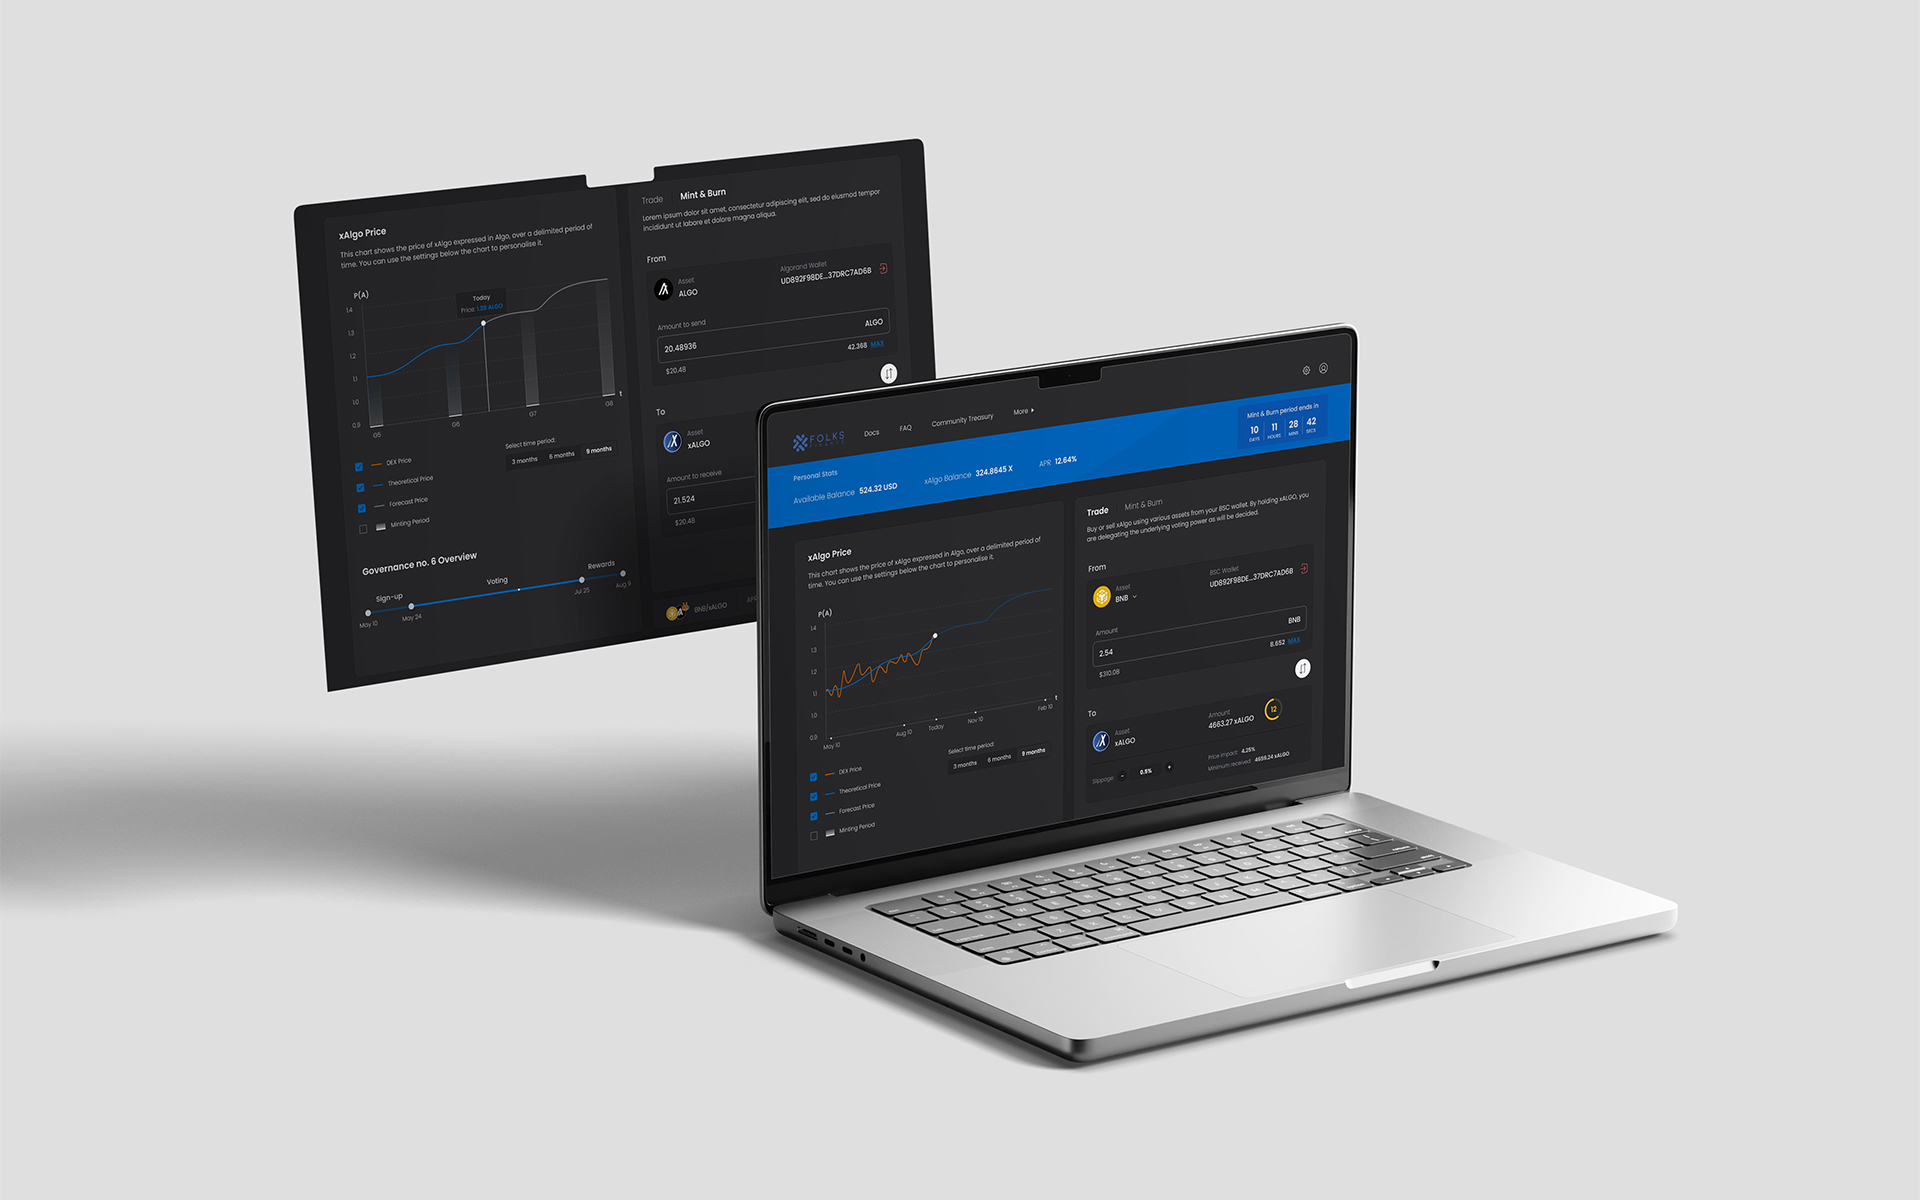 xAlgo Price
This chart shows the price of xAlgo expressed in Algo, over a delimited period of
time. You can use the settings below the chart to personalise it.
P(A)
1.4
1.3
1.2
1.1
1.0
0.9
Today
Price: 1.35 ALGO
G5
G6
G7
G8
t
Select time period:
3 months 6 months 9 months
DEX Price
Theoretical Price
Forecast Price
Minting Period
Governance no. 6 Overview
Sign-up
Voting
Rewards
May 10
May 24
Jul 25
Aug 9
Trade Mint & Burn
Lorem ipsum dolor sit amet, consectetur adipiscing elit, sed do eiusmod tempor
incididunt ut labore et dolore magna aliqua.
From
Asset
ALGO
Algorand Wallet
UD892F98DE...37DRC7AD6B
Amount to send
ALGO
20.48936
$20.48
42.368 MAX
To
Asset
xALGO
Amount to receive
21.524
$20.48
BNB/xALGO
FOLKS
FINANCE
Docs FAQ Community Treasury More
Personal Stats
Available Balance 524.32 USD xAlgo Balance 324.8645 X APR 12.64%
Mint & Burn period ends in
10 11 28 42
DAYS HOURS MINS SECS
xAlgo Price
This chart shows the price of xAlgo expressed in Algo, over a delimited period of
time. You can use the settings below the chart to personalise it.
P(A)
1.4
1.3
1.2
1.1
1.0
0.9
May 10
Aug 10
Today
Nov 10
Feb 10
t
Select time period:
3 months 6 months 9 months
DEX Price
Theoretical Price
Forecast Price
Minting Period
Trade Mint & Burn
Buy or sell xAlgo using various assets from your BSC wallet. By holding xALGO, you
are delegating the underlying voting power as will be decided.
From
Asset
BNB
BSC Wallet
UD892F98DE...37DRC7AD6B
Amount
BNB
2.54
$310.08
8.652 MAX
To
Asset
xALGO
Amount
4663.27 xALGO
12
Slippage - 0.5% +
Price impact: 4.25%
Minimum received: 4659.24 xALGO